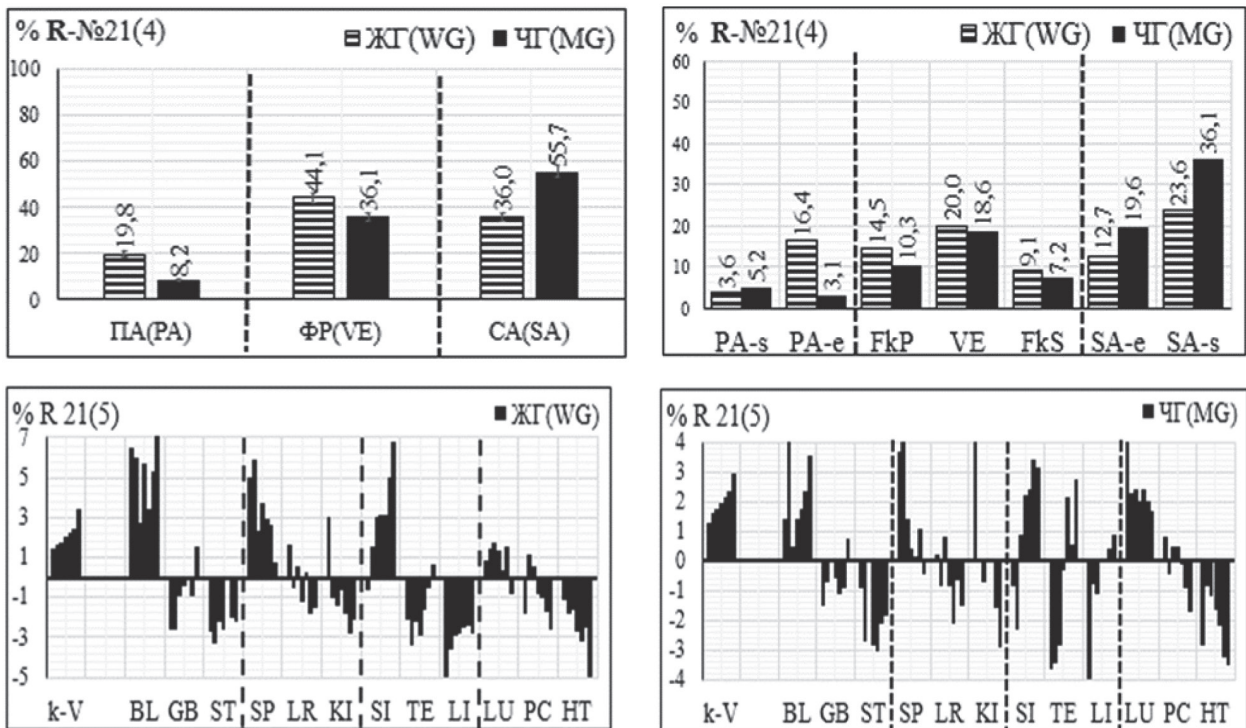 % R-№21(4) ЖГ(WG) ЧГ(MG)
100
80
60
40
20
0
19,8 8,2 44,1 36,1 36,0 55,7
ПА(PA) ФР(VE) СА(SA)
% R-№21(4) ЖГ(WG) ЧГ(MG)
60
50
40
30
20
10
0
3,6 5,2 16,4 3,1 14,5 10,3 20,0 18,6 9,1 7,2 12,7 19,6 23,6 36,1
PA-s PA-e FkP VE FkS SA-e SA-s
% R 21(5) ЖГ(WG)
7
5
3
1
-1
-3
-5
k-V BL GB ST SP LR KI SI TE LI LU PC HT
% R 21(5) ЧГ(MG)
4
3
2
1
0
-1
-2
-3
-4
k-V BL GB ST SP LR KI SI TE LI LU PC HT